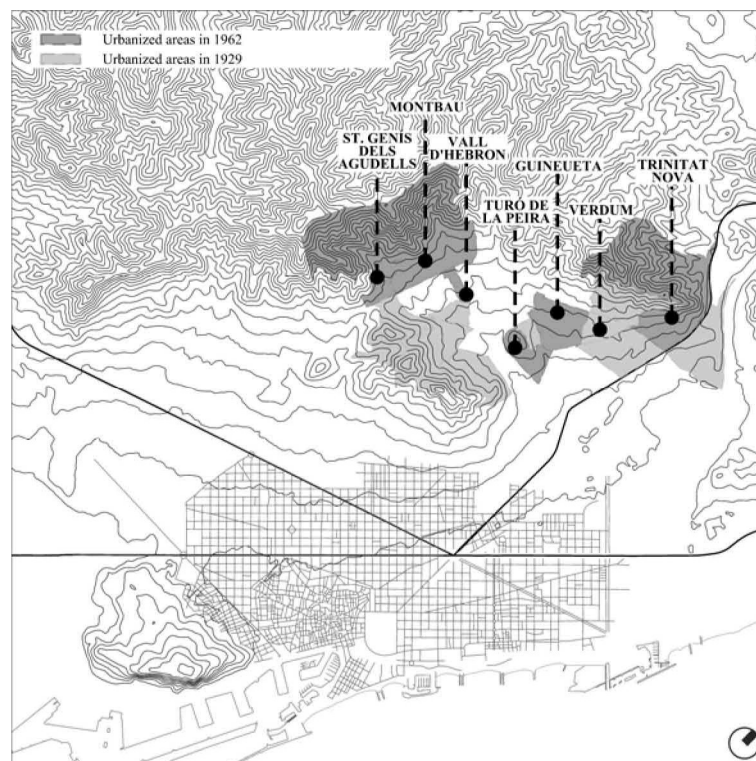 Urbanized areas in 1962
Urbanized areas in 1929
MONTBAU
ST. GENIS
DELS
AGUDELLS
VALL
D'HEBRON
GUINEUETA
TRINITAT
NOVA
TURÓ DE
LA PEIRA
VERDUM